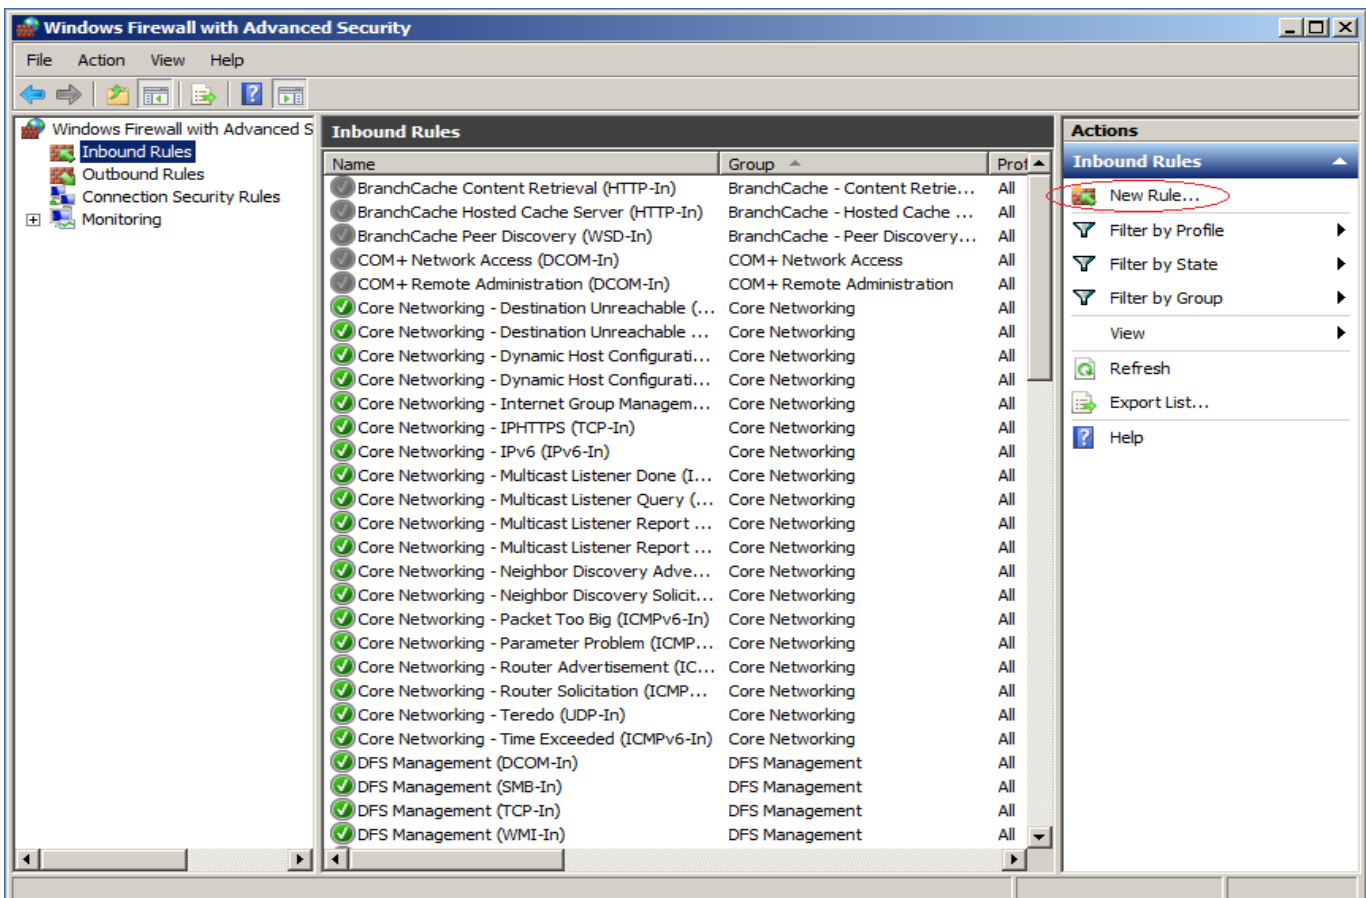 Windows Firewall with Advanced Security
File Action View Help
Windows Firewall with Advanced S
Inbound Rules
Outbound Rules
Connection Security Rules
Monitoring
Inbound Rules
Name Group Prof
BranchCache Content Retrieval (HTTP-In) BranchCache - Content Retrie... All
BranchCache Hosted Cache Server (HTTP-In) BranchCache - Hosted Cache ... All
BranchCache Peer Discovery (WSD-In) BranchCache - Peer Discovery... All
COM+ Network Access (DCOM-In) COM+ Network Access All
COM+ Remote Administration (DCOM-In) COM+ Remote Administration All
Core Networking - Destination Unreachable (... Core Networking All
Core Networking - Destination Unreachable ... Core Networking All
Core Networking - Dynamic Host Configurati... Core Networking All
Core Networking - Dynamic Host Configurati... Core Networking All
Core Networking - Internet Group Managem... Core Networking All
Core Networking - IPHTTPS (TCP-In) Core Networking All
Core Networking - IPv6 (IPv6-In) Core Networking All
Core Networking - Multicast Listener Done (I... Core Networking All
Core Networking - Multicast Listener Query (... Core Networking All
Core Networking - Multicast Listener Report ... Core Networking All
Core Networking - Multicast Listener Report ... Core Networking All
Core Networking - Neighbor Discovery Adve... Core Networking All
Core Networking - Neighbor Discovery Solicit... Core Networking All
Core Networking - Packet Too Big (ICMPv6-In) Core Networking All
Core Networking - Parameter Problem (ICMP... Core Networking All
Core Networking - Router Advertisement (IC... Core Networking All
Core Networking - Router Solicitation (ICMP... Core Networking All
Core Networking - Teredo (UDP-In) Core Networking All
Core Networking - Time Exceeded (ICMPv6-In) Core Networking All
DFS Management (DCOM-In) DFS Management All
DFS Management (SMB-In) DFS Management All
DFS Management (TCP-In) DFS Management All
DFS Management (WMI-In) DFS Management All
Actions
Inbound Rules
New Rule...
Filter by Profile
Filter by State
Filter by Group
View
Refresh
Export List...
Help